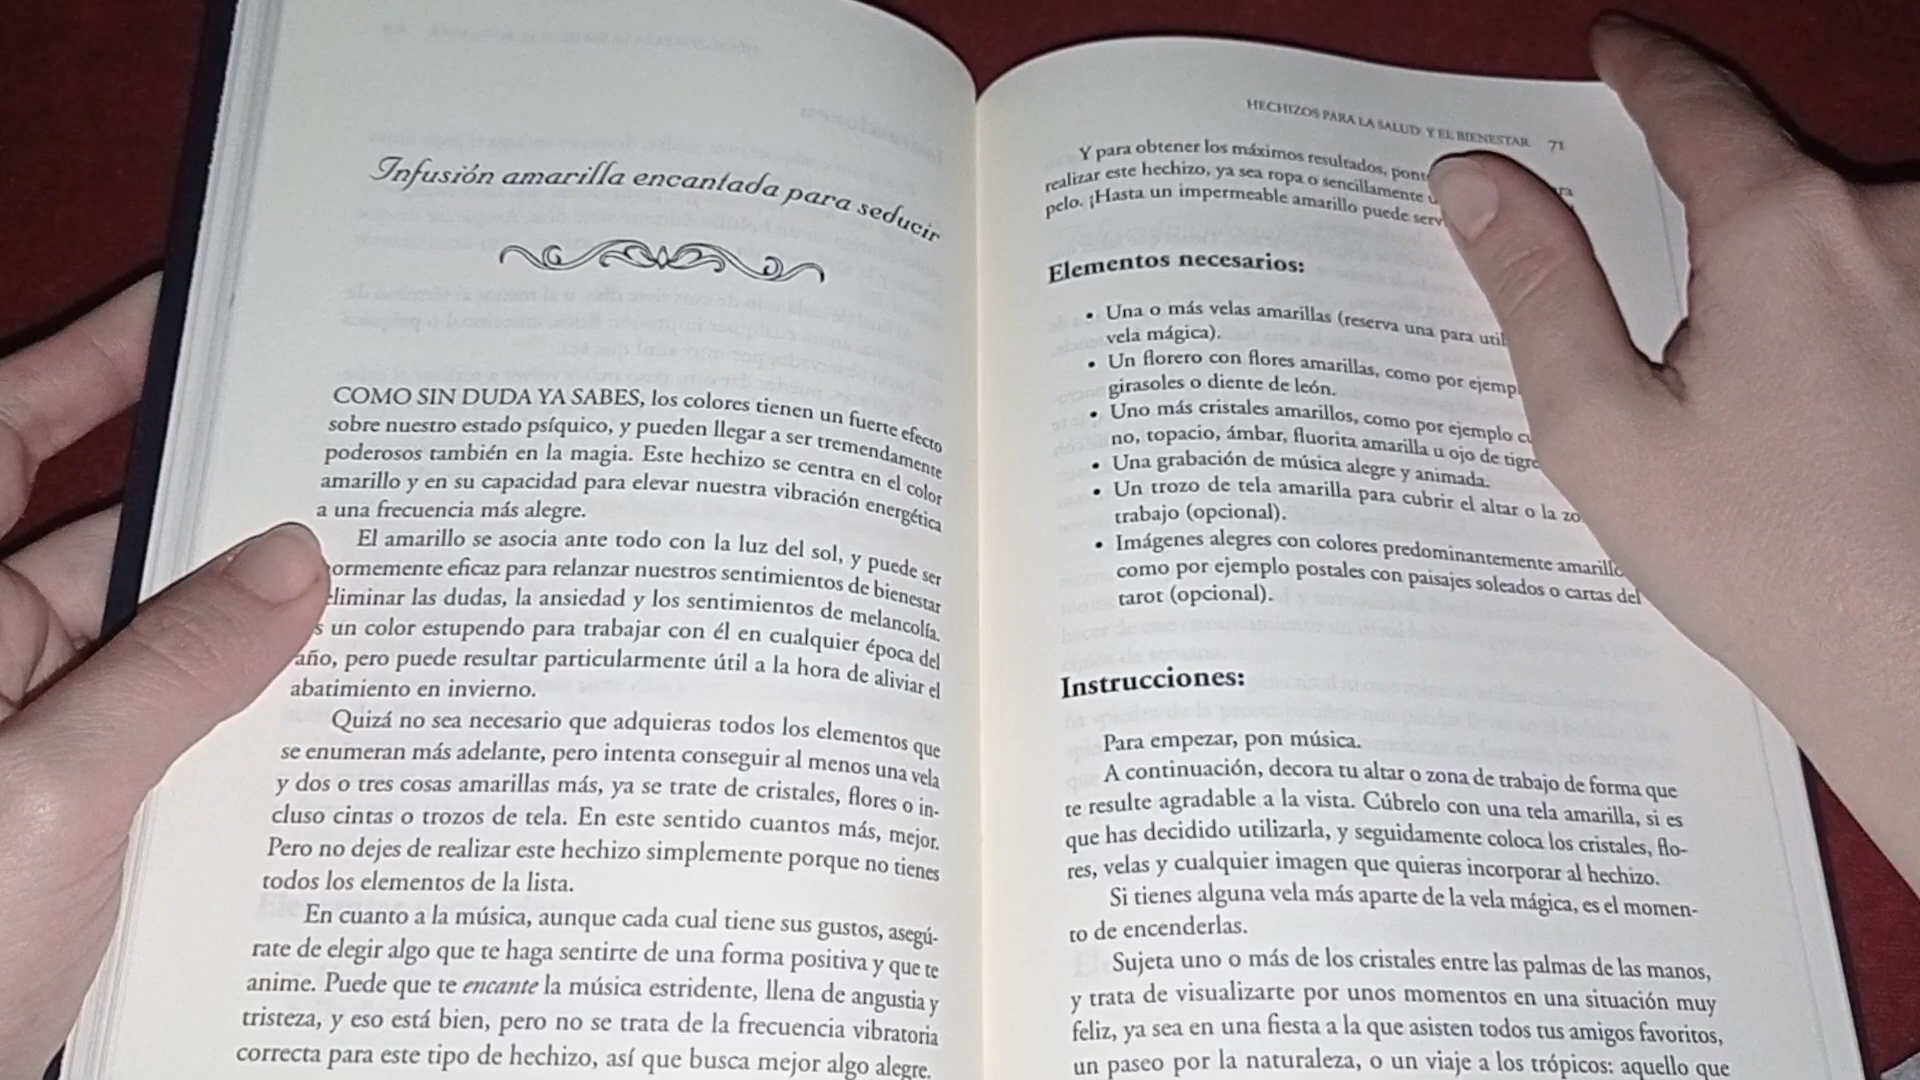 Infusión amarilla encantada para seducir
COMO SIN DUDA YA SABES, los colores tienen un fuerte efecto
sobre nuestro estado psíquico, y pueden llegar a ser tremendamente
poderosos también en la magia. Este hechizo se centra en el color
amarillo y en su capacidad para elevar nuestra vibración energética
a una frecuencia más alegre.
El amarillo se asocia ante todo con la luz del sol, y puede ser
ormemente eficaz para relanzar nuestros sentimientos de bienestar
eliminar las dudas, la ansiedad y los sentimientos de melancolía.
s un color estupendo para trabajar con él en cualquier época del
año, pero puede resultar particularmente útil a la hora de aliviar el
abatimiento en invierno.
Quizá no sea necesario que adquieras todos los elementos que
se enumeran más adelante, pero intenta conseguir al menos una vela
y dos o tres cosas amarillas más, ya se trate de cristales, flores o in-
cluso cintas o trozos de tela. En este sentido cuantos más, mejor.
Pero no dejes de realizar este hechizo simplemente porque no tienes
todos los elementos de la lista.
En cuanto a la música, aunque cada cual tiene sus gustos, asegú-
rate de elegir algo que te haga sentirte de una forma positiva y que te
anime. Puede que te encante la música estridente, llena de angustia y
tristeza, y eso está bien, pero no se trata de la frecuencia vibratoria
correcta para este tipo de hechizo, así que busca mejor algo alegre.
HECHIZOS PARA LA SALUD Y EL BIENESTAR 71
Y para obtener los máximos resultados, pont
realizar este hechizo, ya sea ropa o sencillamente
pelo. ¡Hasta un impermeable amarillo puede serv
Elementos necesarios:
• Una o más velas amarillas (reserva una para util
vela mágica).
• Un florero con flores amarillas, como por ejemp
girasoles o diente de león.
• Uno más cristales amarillos, como por ejemplo
no, topacio, ámbar, fluorita amarilla u ojo de tigre
• Una grabación de música alegre y animada.
• Un trozo de tela amarilla para cubrir el altar o la zo
trabajo (opcional).
• Imágenes alegres con colores predominantemente amarillo
como por ejemplo postales con paisajes soleados o cartas del
tarot (opcional).
Instrucciones:
Para empezar, pon música.
A continuación, decora tu altar o zona de trabajo de forma que
te resulte agradable a la vista. Cúbrelo con una tela amarilla, si es
que has decidido utilizarla, y seguidamente coloca los cristales, flo-
res, velas y cualquier imagen que quieras incorporar al hechizo.
Si tienes alguna vela más aparte de la vela mágica, es el momen-
to de encenderlas.
Sujeta uno o más de los cristales entre las palmas de las manos,
y trata de visualizarte por unos momentos en una situación muy
feliz, ya sea en una fiesta a la que asisten todos tus amigos favoritos,
un paseo por la naturaleza, o un viaje a los trópicos: aquello que